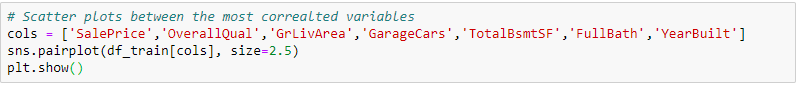 # Scatter plots between the most correalted variables
cols = ['SalePrice','OverallQual','GrLivArea','GarageCars','TotalBsmtSF','FullBath','YearBuilt']
sns.pairplot(df_train[cols], size=2.5)
plt.show()